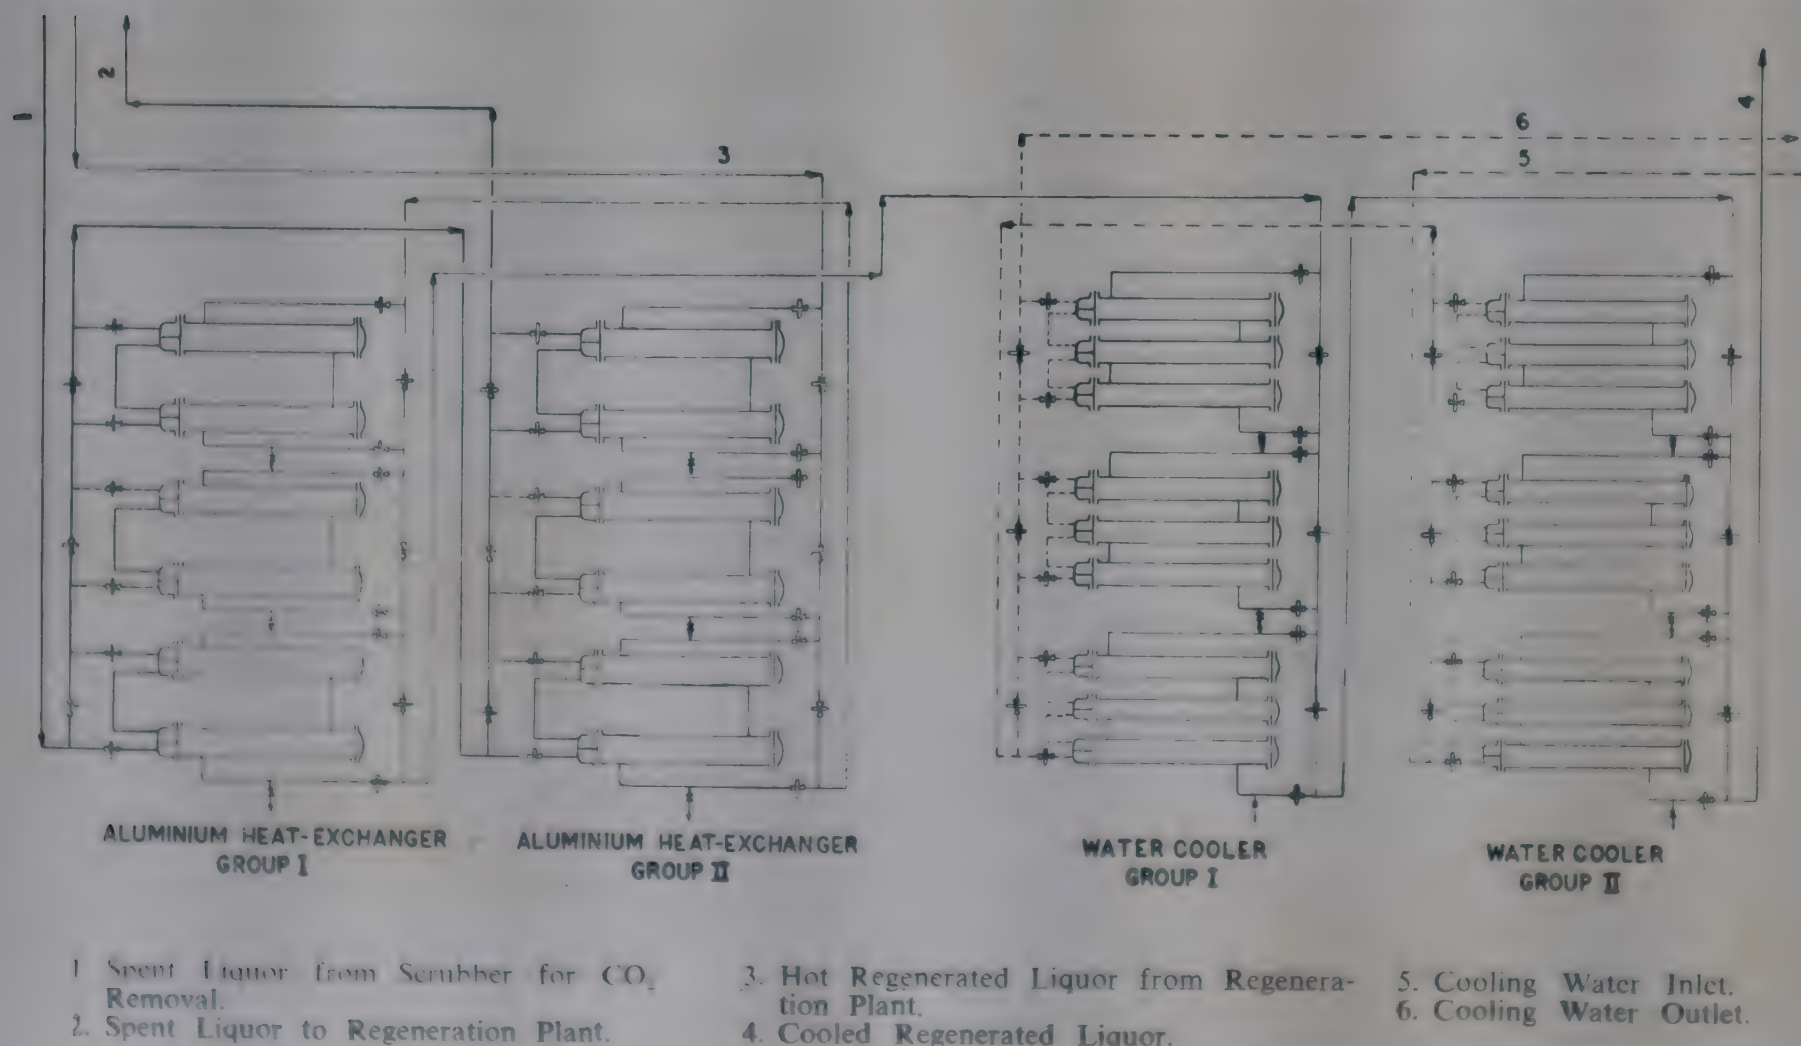 1
2
3
4
6
5
ALUMINIUM HEAT-EXCHANGER
GROUP I
ALUMINIUM HEAT-EXCHANGER
GROUP II
WATER COOLER
GROUP I
WATER COOLER
GROUP II
1 Spent Liquor from Scrubber for CO₂
Removal.
2. Spent Liquor to Regeneration Plant.
3. Hot Regenerated Liquor from Regenera-
tion Plant.
4. Cooled Regenerated Liquor.
5. Cooling Water Inlet.
6. Cooling Water Outlet.